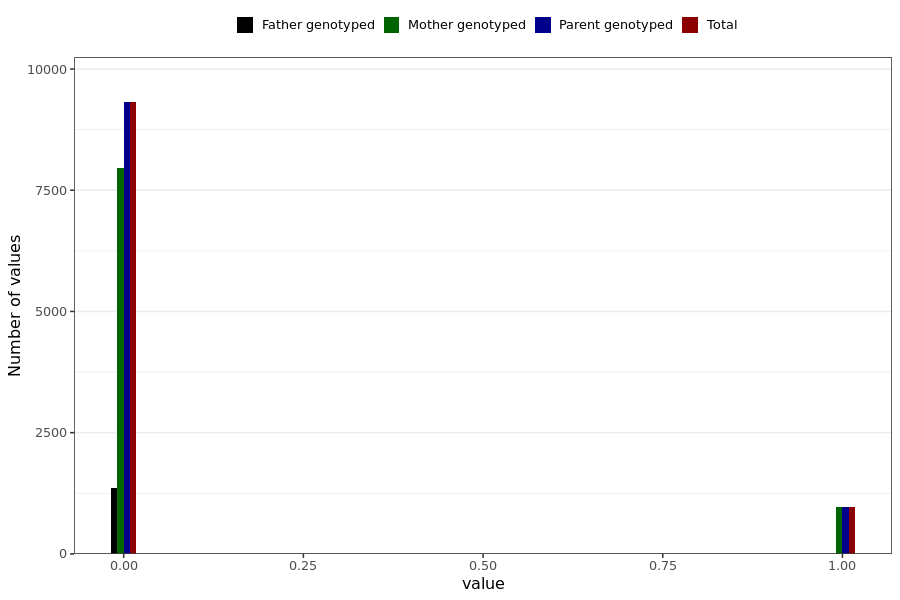 Father genotyped Mother genotyped Parent genotyped Total
10000
7500
5000
2500
0
Number of values
0.00 0.25 0.50 0.75 1.00
value